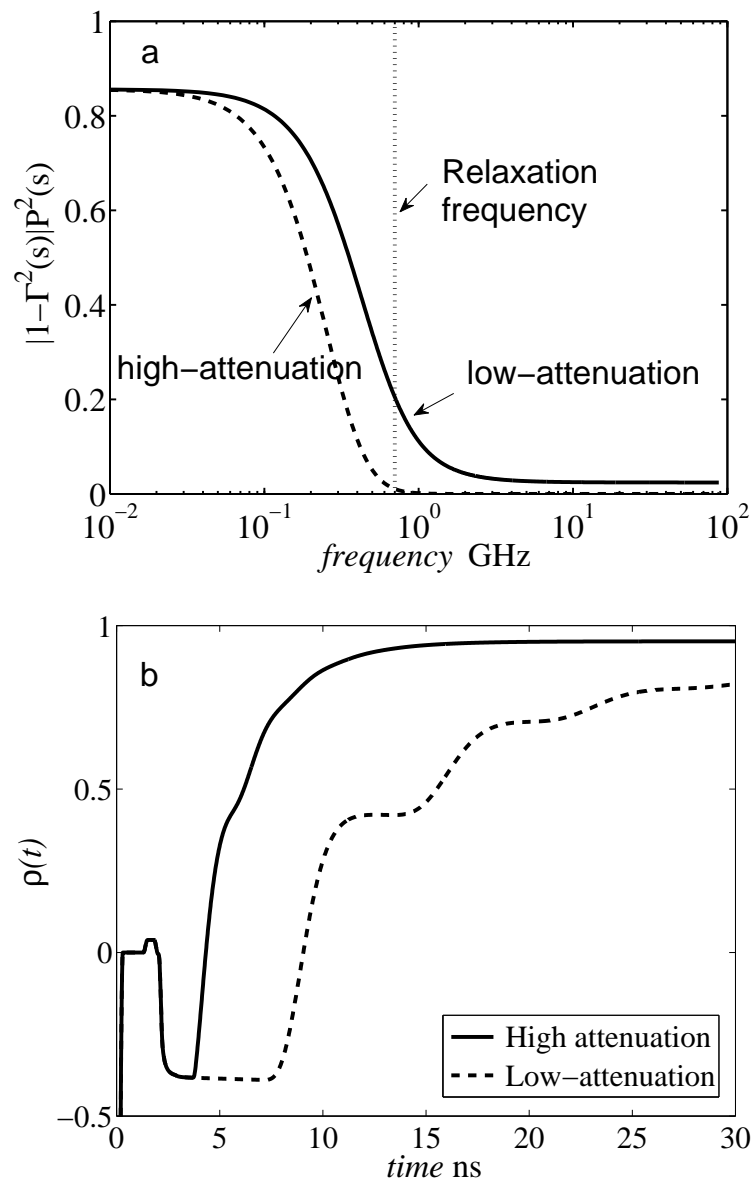 a
|1−Γ²(s)|P²(s)
1
0.8
0.6
0.4
0.2
0
Relaxation
frequency
high−attenuation
low−attenuation
10⁻² 10⁻¹ 10⁰ 10¹ 10²
frequency GHz
b
ρ(t)
1
0.5
0
−0.5
High attenuation
Low−attenuation
0 5 10 15 20 25 30
time ns